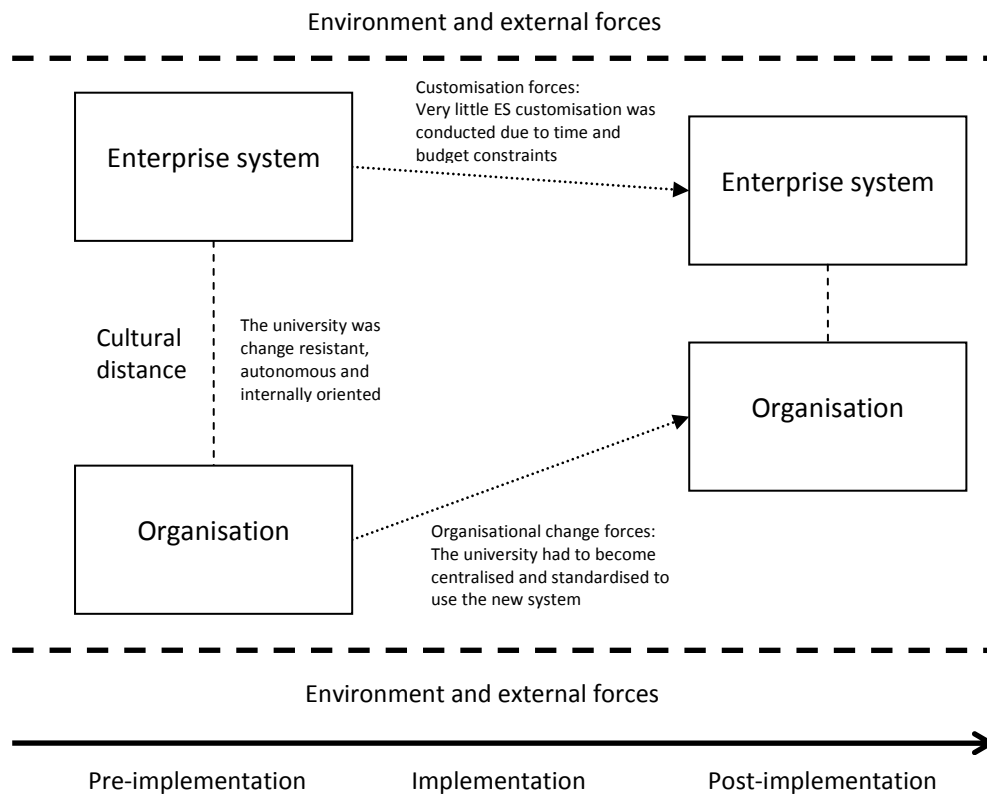 Environment and external forces
Customisation forces:
Very little ES customisation was
conducted due to time and
budget constraints
Enterprise system
Enterprise system
Cultural
distance
The university was
change resistant,
autonomous and
internally oriented
Organisation
Organisation
Organisational change forces:
The university had to become
centralised and standardised to
use the new system
Environment and external forces
Pre-implementation
Implementation
Post-implementation